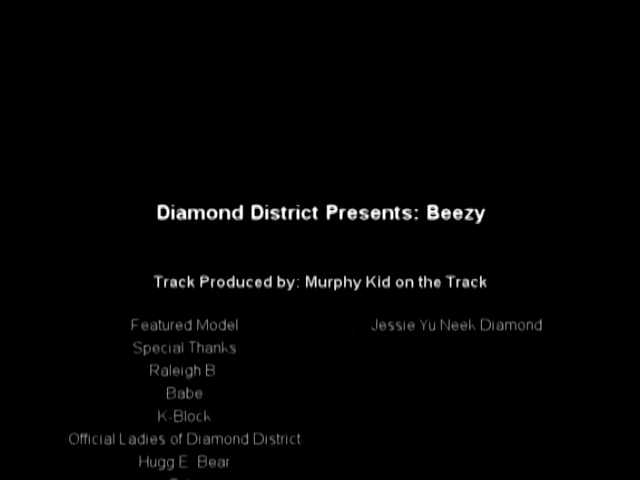 Diamond District Presents: Beezy
Track Produced by: Murphy Kid on the Track
Featured Model Jessie Yu Neek Diamond
Special Thanks
Raleigh B
Babe
K-Block
Official Ladies of Diamond District
Hugg E Bear